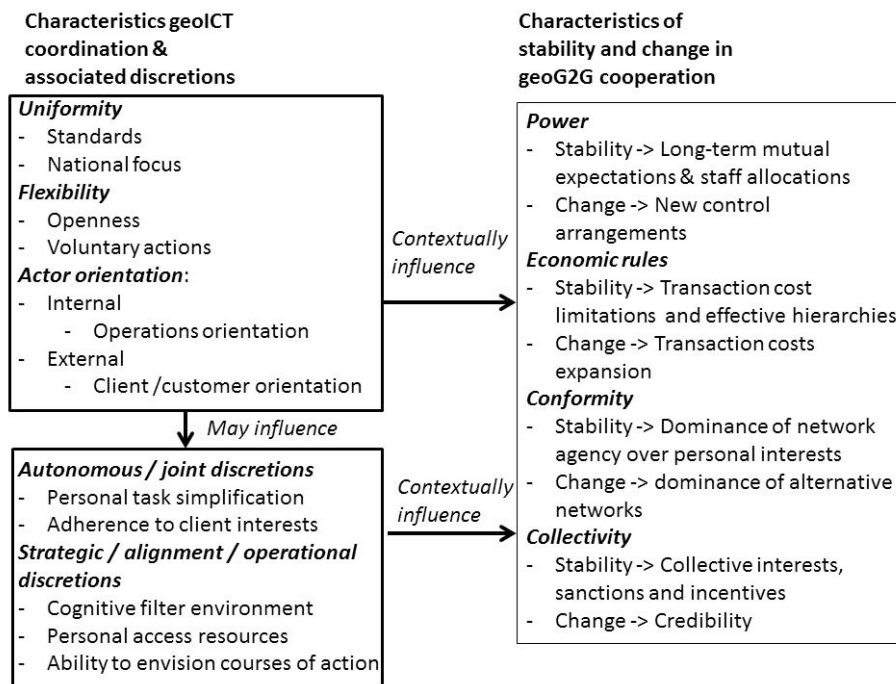 Characteristics geoICT
coordination &
associated discretions
Uniformity
- Standards
- National focus
Flexibility
- Openness
- Voluntary actions
Actor orientation:
- Internal
- Operations orientation
- External
- Client /customer orientation
May influence
Autonomous / joint discretions
- Personal task simplification
- Adherence to client interests
Strategic / alignment / operational
discretions
- Cognitive filter environment
- Personal access resources
- Ability to envision courses of action
Contextually
influence
Contextually
influence
Characteristics of
stability and change in
geoG2G cooperation
Power
- Stability -> Long-term mutual
expectations & staff allocations
- Change -> New control
arrangements
Economic rules
- Stability -> Transaction cost
limitations and effective hierarchies
- Change -> Transaction costs
expansion
Conformity
- Stability -> Dominance of network
agency over personal interests
- Change -> dominance of alternative
networks
Collectivity
- Stability -> Collective interests,
sanctions and incentives
- Change -> Credibility